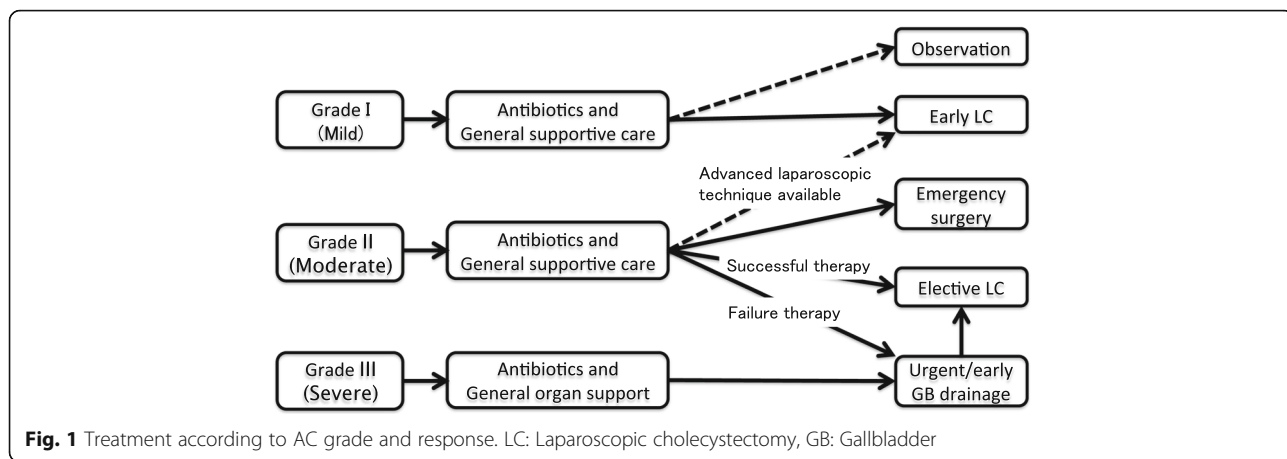 Observation
Grade I
(Mild)
Antibiotics and
General supportive care
Early LC
Advanced laparoscopic
technique available
Emergency
surgery
Grade II
(Moderate)
Antibiotics and
General supportive care
Successful therapy
Elective LC
Failure therapy
Grade III
(Severe)
Antibiotics and
General organ support
Urgent/early
GB drainage
Fig. 1 Treatment according to AC grade and response. LC: Laparoscopic cholecystectomy, GB: Gallbladder